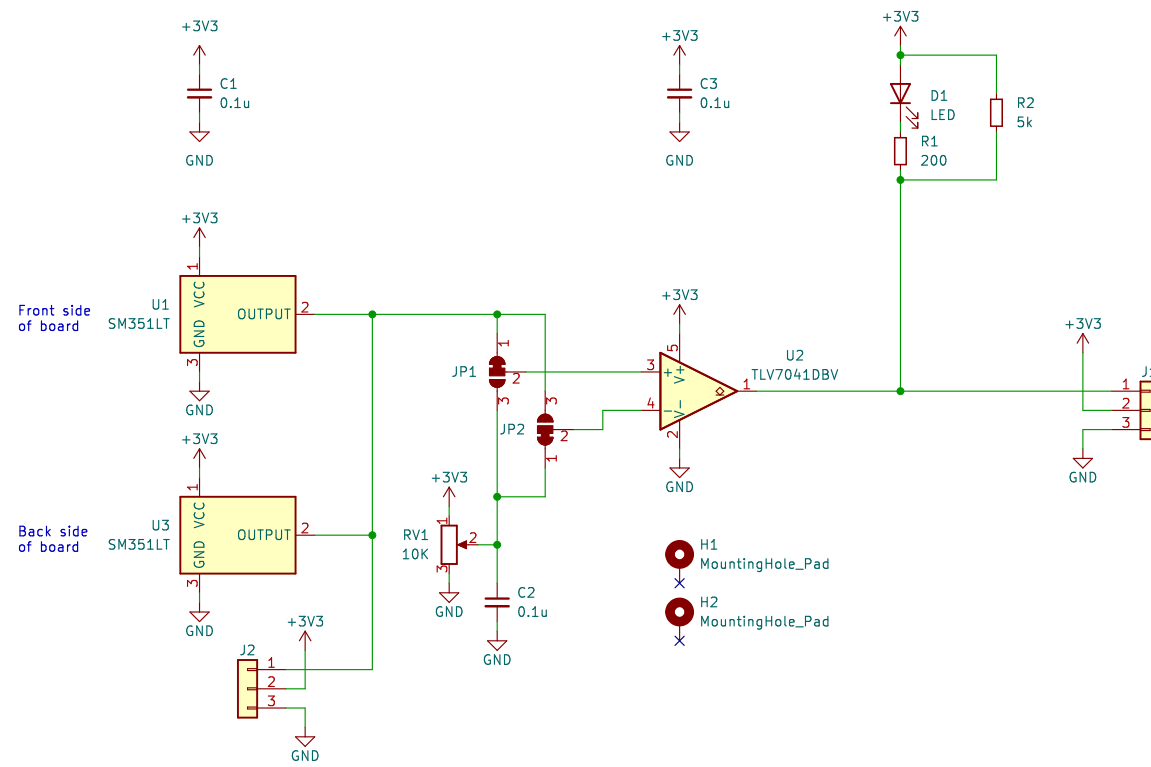 +3V3
C1
0.1u
GND
+3V3
C3
0.1u
GND
+3V3
D1
LED
R1
200
R2
5k
Front side
of board
+3V3
1
VCC
U1
SM351LT
OUTPUT
2
GND
3
GND
Back side
of board
+3V3
1
VCC
U3
SM351LT
OUTPUT
2
GND
3
GND
J2
+3V3
1
2
3
GND
JP1
1
2
3
JP2
3
2
1
+3V3
RV1
10K
1
2
3
GND
C2
0.1u
GND
+3V3
5
U2
TLV7041DBV
3
+
V+
4
-
V-
1
2
GND
H1
MountingHole_Pad
H2
MountingHole_Pad
+3V3
1
2
3
GND